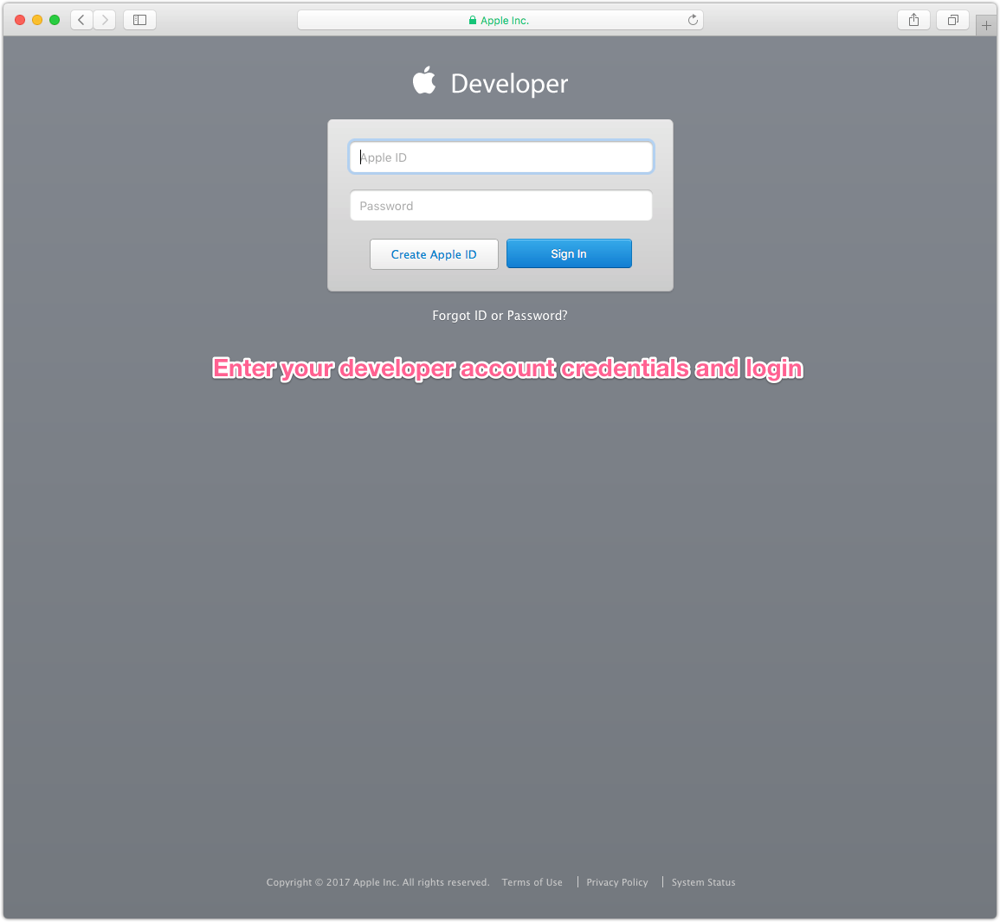 Apple Inc.
Developer
Apple ID
Password
Create Apple ID Sign In
Forgot ID or Password?
Enter your developer account credentials and login
Copyright © 2017 Apple Inc. All rights reserved. Terms of Use | Privacy Policy | System Status